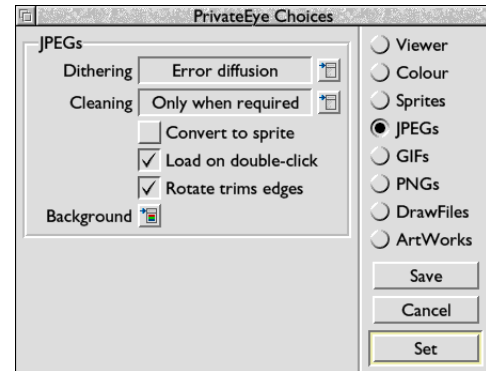 PrivateEye Choices
JPEGs
Dithering Error diffusion
Cleaning Only when required
Convert to sprite
Load on double-click
Rotate trims edges
Background
Viewer
Colour
Sprites
JPEGs
GIFs
PNGs
DrawFiles
ArtWorks
Save
Cancel
Set